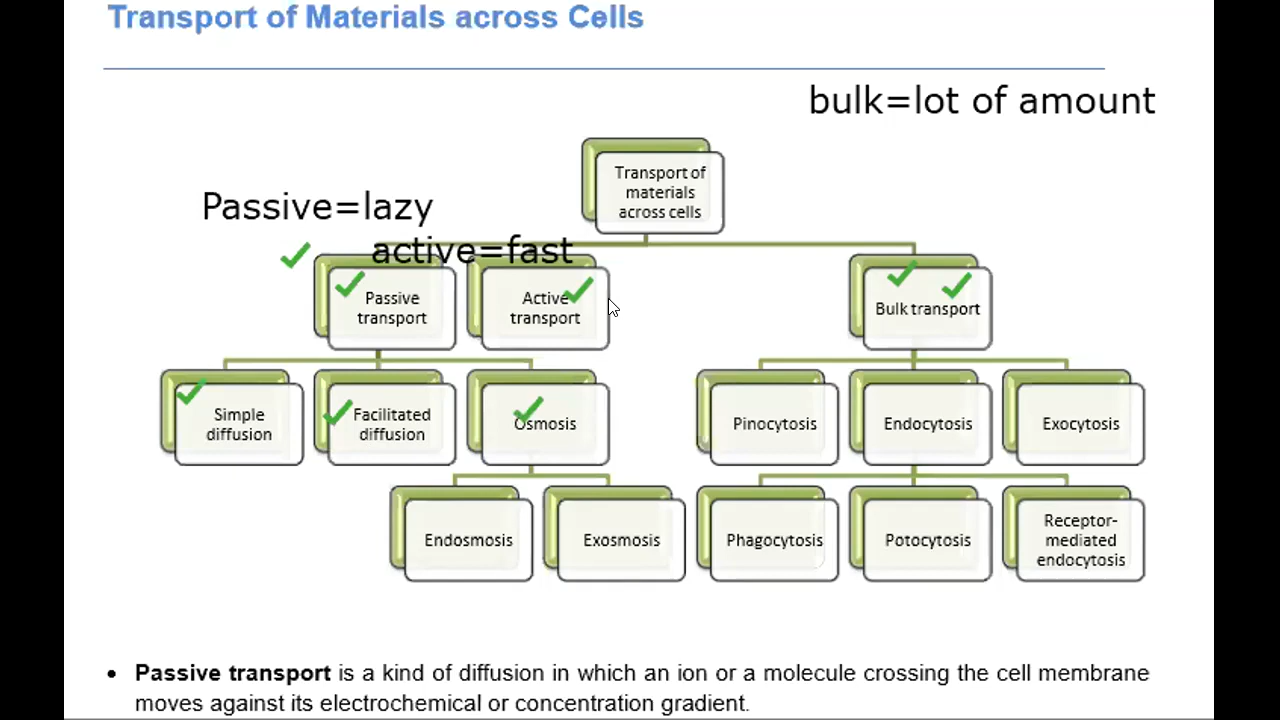 Transport of Materials across Cells
bulk=lot of amount
Transport of
materials
across cells
Passive=lazy
active=fast
Passive
transport
Active
transport
Bulk transport
Simple
diffusion
Facilitated
diffusion
Osmosis
Pinocytosis
Endocytosis
Exocytosis
Endosmosis
Exosmosis
Phagocytosis
Potocytosis
Receptor-
mediated
endocytosis
• Passive transport is a kind of diffusion in which an ion or a molecule crossing the cell membrane
moves against its electrochemical or concentration gradient.